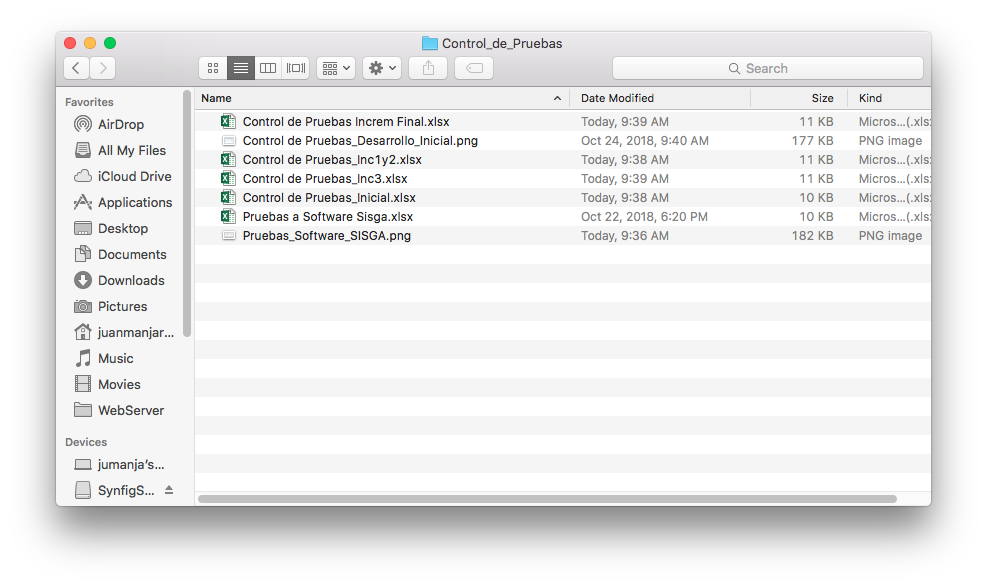 Control_de_Pruebas
Search
Favorites
AirDrop
All My Files
iCloud Drive
Applications
Desktop
Documents
Downloads
Pictures
juanmanjar...
Music
Movies
WebServer
Devices
jumanja's...
SynfigS...
Name Date Modified Size Kind
Control de Pruebas Increm Final.xlsx Today, 9:39 AM 11 KB Micros...(.xls
Control de Pruebas_Desarrollo_Inicial.png Oct 24, 2018, 9:40 AM 177 KB PNG image
Control de Pruebas_Inc1y2.xlsx Today, 9:38 AM 11 KB Micros...(.xls
Control de Pruebas_Inc3.xlsx Today, 9:39 AM 11 KB Micros...(.xls
Control de Pruebas_Inicial.xlsx Today, 9:38 AM 10 KB Micros...(.xls
Pruebas a Software Sisga.xlsx Oct 22, 2018, 6:20 PM 10 KB Micros...(.xls
Pruebas_Software_SISGA.png Today, 9:36 AM 182 KB PNG image